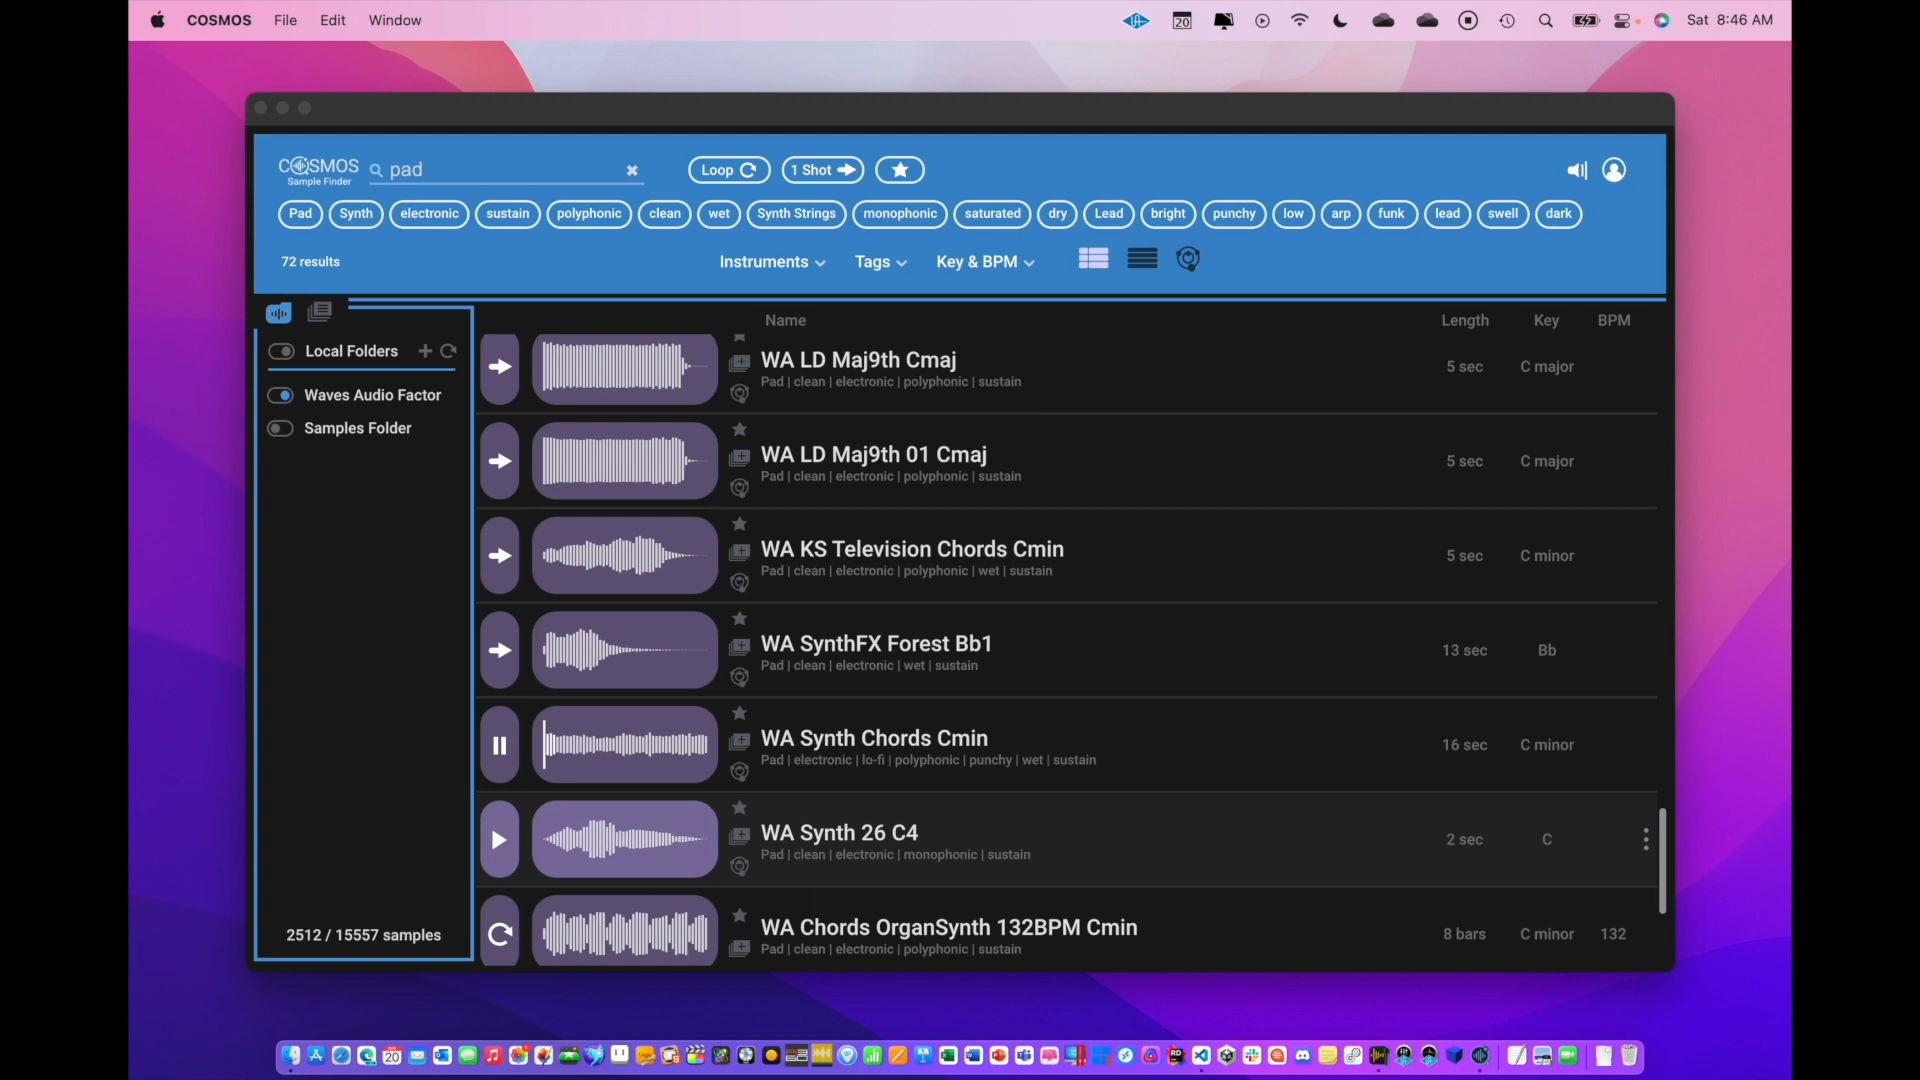 COSMOS File Edit Window 20 Sat 8:46 AM
COSMOS
Sample Finder
pad
Loop
1 Shot
Pad Synth electronic sustain polyphonic clean wet Synth Strings monophonic saturated dry Lead bright punchy low arp funk lead swell dark
72 results
Instruments Tags Key & BPM
Name Length Key BPM
Local Folders
Waves Audio Factor
Samples Folder
2512 / 15557 samples
WA LD Maj9th Cmaj
Pad | clean | electronic | polyphonic | sustain
5 sec C major
WA LD Maj9th 01 Cmaj
Pad | clean | electronic | polyphonic | sustain
5 sec C major
WA KS Television Chords Cmin
Pad | clean | electronic | polyphonic | wet | sustain
5 sec C minor
WA SynthFX Forest Bb1
Pad | clean | electronic | wet | sustain
13 sec Bb
WA Synth Chords Cmin
Pad | electronic | lo-fi | polyphonic | punchy | wet | sustain
16 sec C minor
WA Synth 26 C4
Pad | clean | electronic | monophonic | sustain
2 sec C
WA Chords OrganSynth 132BPM Cmin
Pad | clean | electronic | polyphonic | sustain
8 bars C minor 132
20